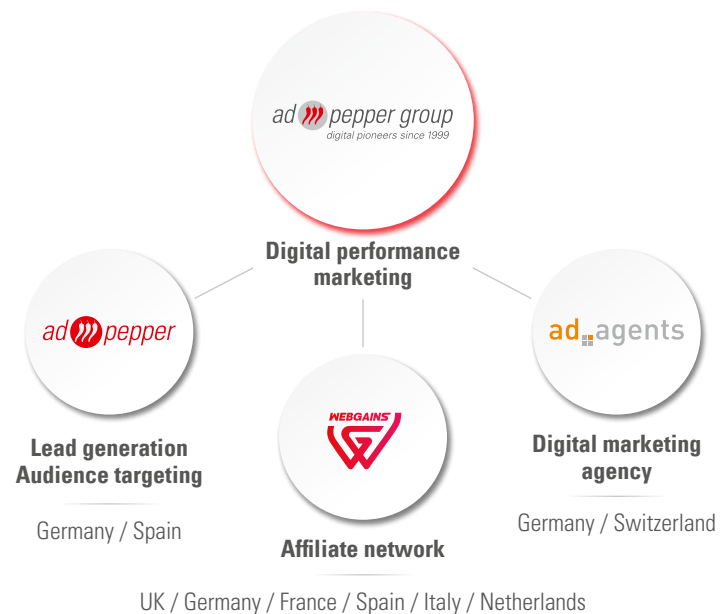 ad pepper group
digital pioneers since 1999
Digital performance
marketing
ad pepper
ad agents
WEBGAINS
Lead generation
Audience targeting
Digital marketing
agency
Germany / Spain
Germany / Switzerland
Affiliate network
UK / Germany / France / Spain / Italy / Netherlands